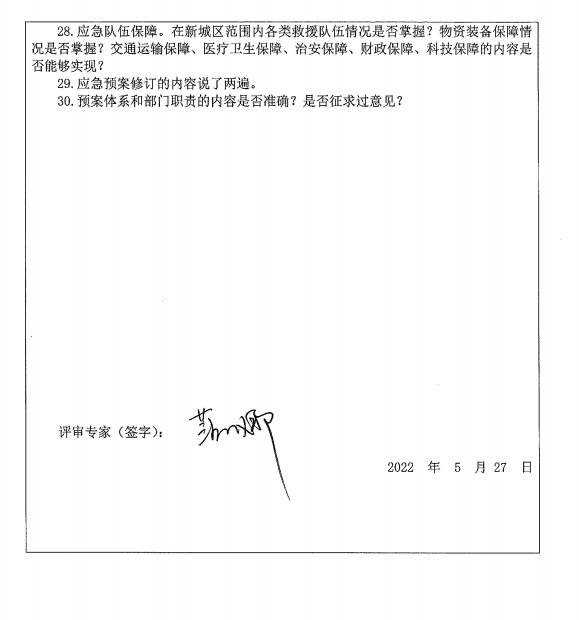 28.应急队伍保障。在新城区范围内各类救援队伍情况是否掌握？物资装备保障情
况是否掌握？交通运输保障、医疗卫生保障、治安保障、财政保障、科技保障的内容是
否能够实现？
29.应急预案修订的内容说了两遍。
30.预案体系和部门职责的内容是否准确？是否征求过意见？
评审专家（签字）：
2022 年 5 月 27 日